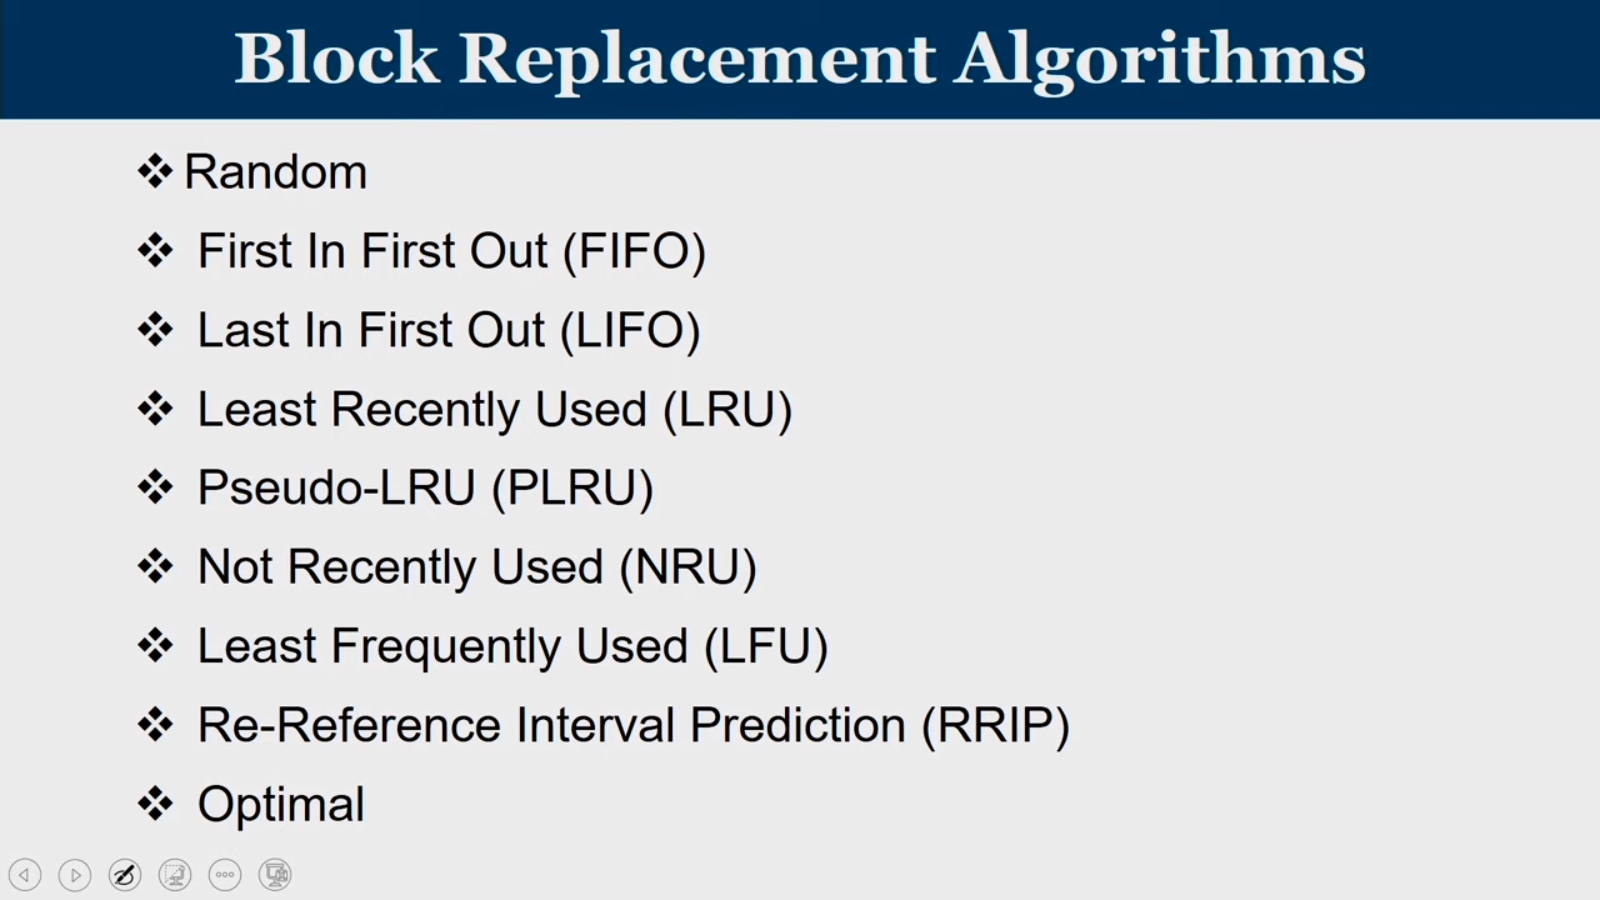 Block Replacement Algorithms
Random
First In First Out (FIFO)
Last In First Out (LIFO)
Least Recently Used (LRU)
Pseudo-LRU (PLRU)
Not Recently Used (NRU)
Least Frequently Used (LFU)
Re-Reference Interval Prediction (RRIP)
Optimal